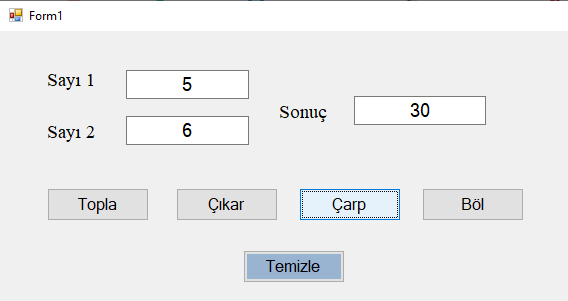 Form1
Sayı 1 5
Sonuç 30
Sayı 2 6
Topla Çıkar Çarp Böl
Temizle